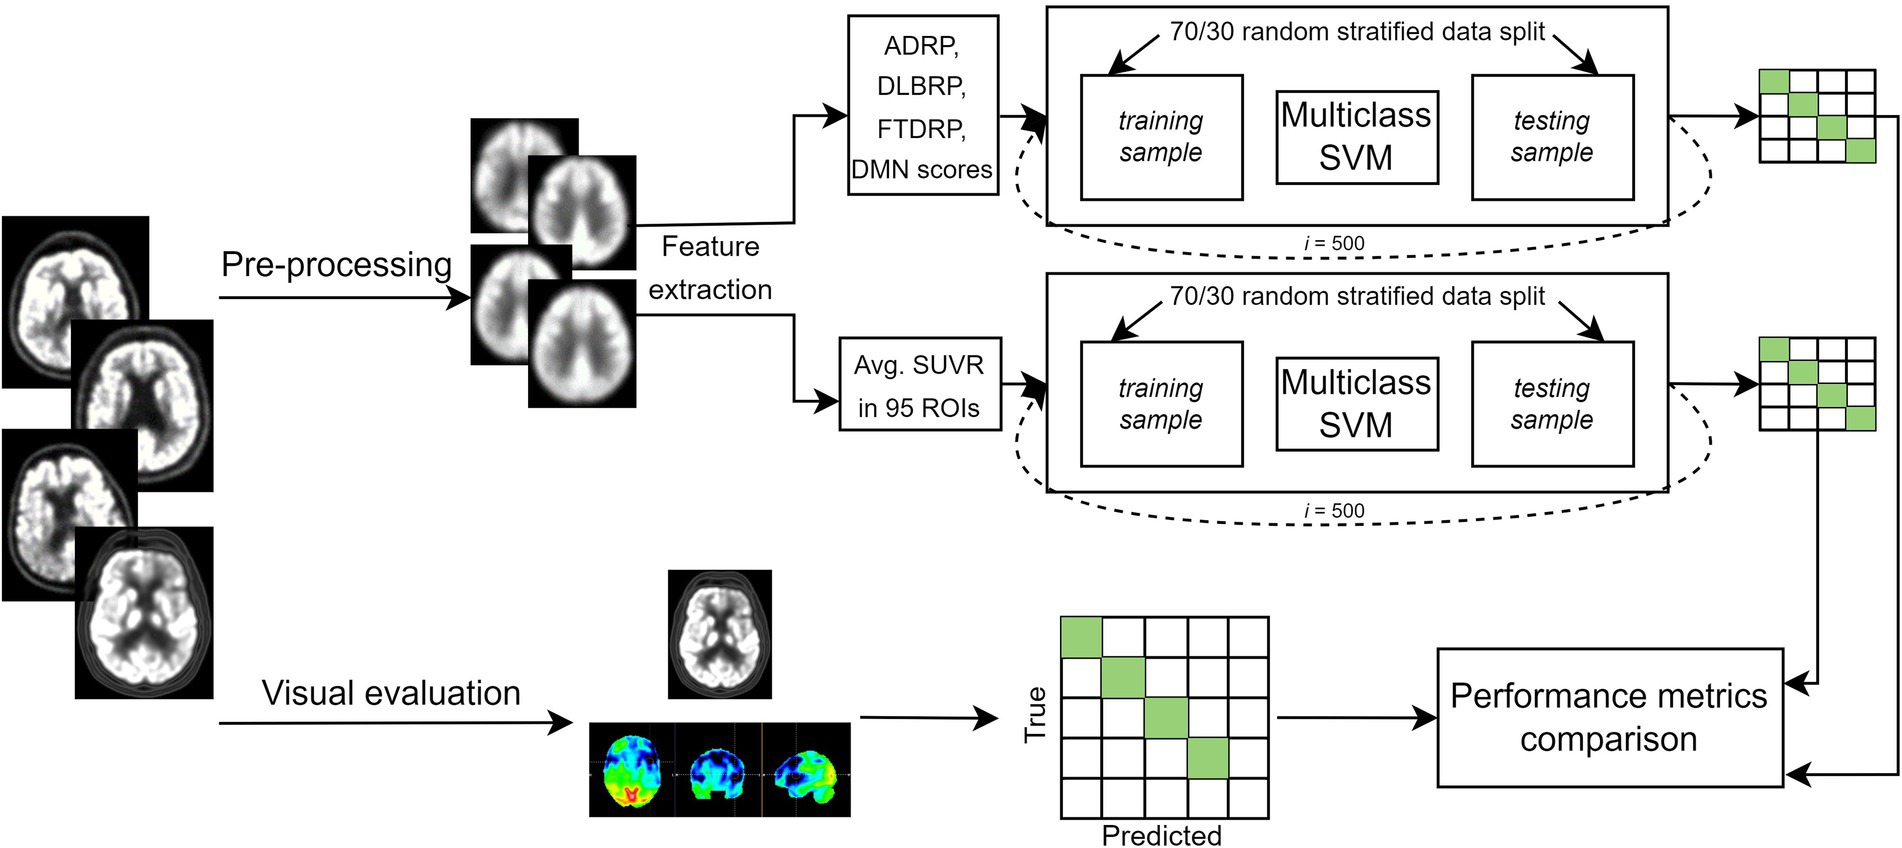 Pre-processing
Feature
extraction
ADRP,
DLBRP,
FTDRP,
DMN scores
70/30 random stratified data split
training
sample
Multiclass
SVM
testing
sample
i = 500
Avg. SUVR
in 95 ROIs
70/30 random stratified data split
training
sample
Multiclass
SVM
testing
sample
i = 500
Visual evaluation
True
Predicted
Performance metrics
comparison